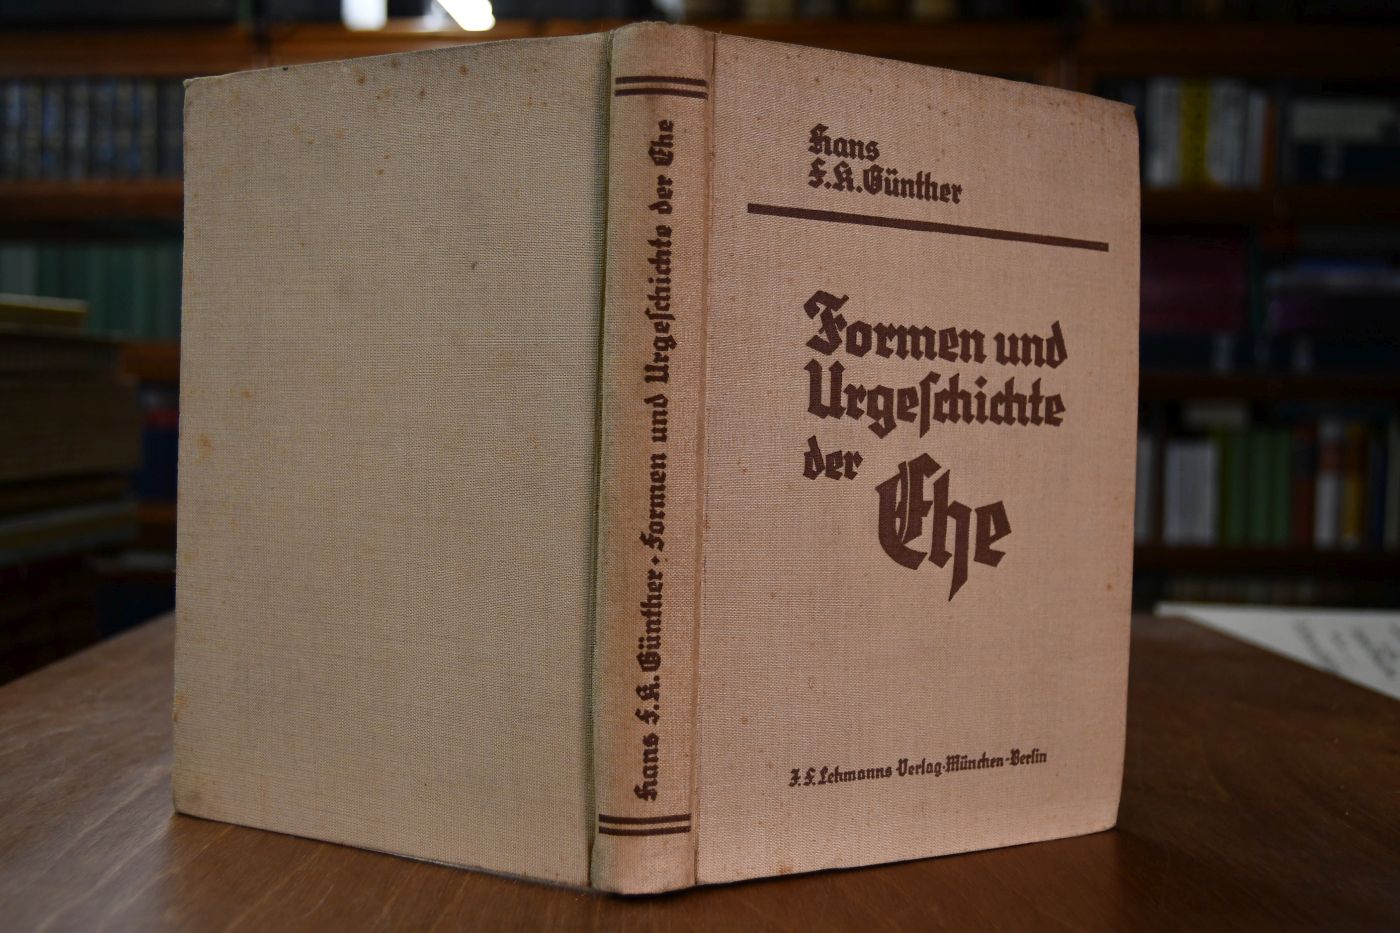 Hans F. K. Günther · Formen und Urgeſchichte der Ehe
Hans
F. K. Günther
Formen und
Urgeſchichte
der
Ehe
J. F. Lehmanns Verlag · München - Berlin